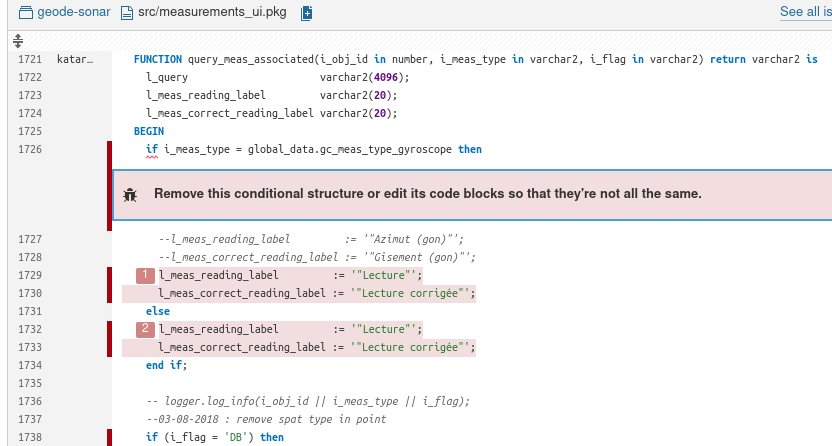 geode-sonar src/measurements_ui.pkg See all is
1721 katar… FUNCTION query_meas_associated(i_obj_id in number, i_meas_type in varchar2, i_flag in varchar2) return varchar2 is
1722 l_query varchar2(4096);
1723 l_meas_reading_label varchar2(20);
1724 l_meas_correct_reading_label varchar2(20);
1725 BEGIN
1726 if i_meas_type = global_data.gc_meas_type_gyroscope then
Remove this conditional structure or edit its code blocks so that they're not all the same.
1727 --l_meas_reading_label := '"Azimut (gon)"';
1728 --l_meas_correct_reading_label := '"Gisement (gon)"';
1729 1 l_meas_reading_label := '"Lecture"';
1730 l_meas_correct_reading_label := '"Lecture corrigée"';
1731 else
1732 2 l_meas_reading_label := '"Lecture"';
1733 l_meas_correct_reading_label := '"Lecture corrigée"';
1734 end if;
1735
1736 -- logger.log_info(i_obj_id || i_meas_type || i_flag);
1737 --03-08-2018 : remove spat type in point
1738 if (i_flag = 'DB') then